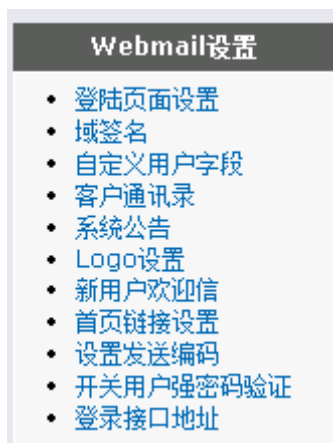 Webmail设置
登陆页面设置
域签名
自定义用户字段
客户通讯录
系统公告
Logo设置
新用户欢迎信
首页链接设置
设置发送编码
开关用户强密码验证
登录接口地址